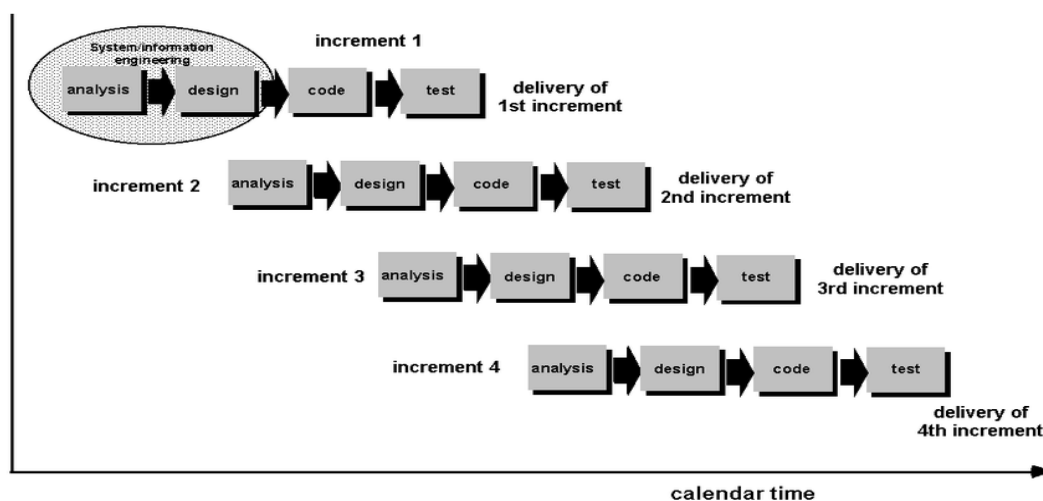 System/information
engineering
increment 1
analysis
design
code
test
delivery of
1st increment
increment 2
analysis
design
code
test
delivery of
2nd increment
increment 3
analysis
design
code
test
delivery of
3rd increment
increment 4
analysis
design
code
test
delivery of
4th increment
calendar time